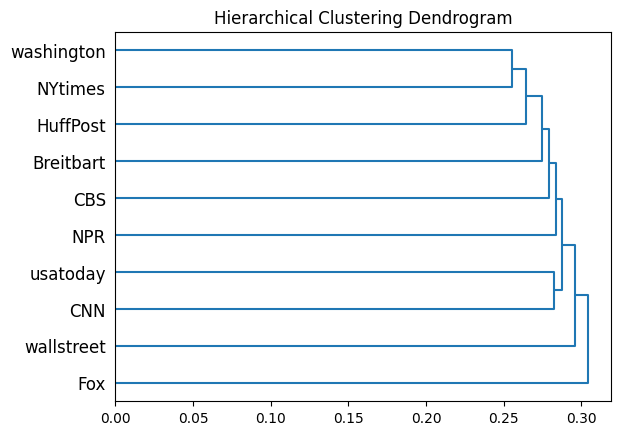 Hierarchical Clustering Dendrogram
washington
NYtimes
HuffPost
Breitbart
CBS
NPR
usatoday
CNN
wallstreet
Fox
0.00 0.05 0.10 0.15 0.20 0.25 0.30